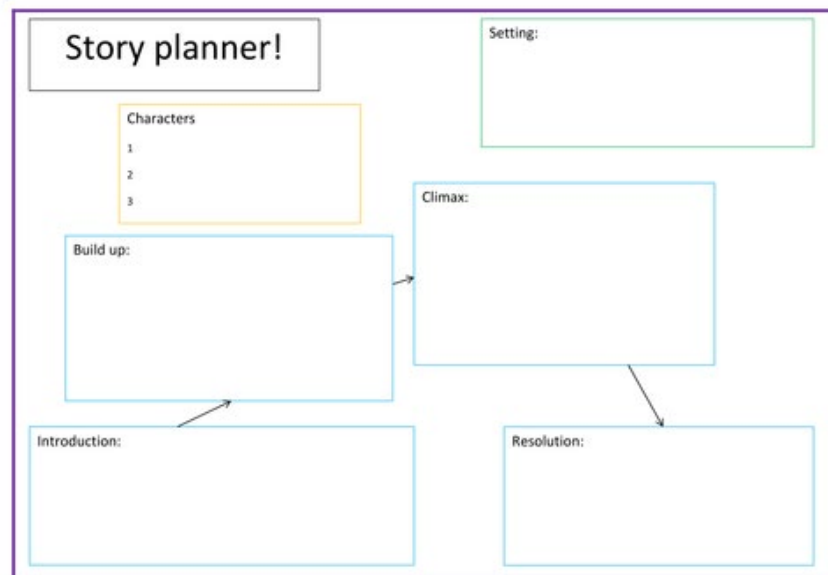 Story planner!
Setting:
Characters
1
2
3
Climax:
Build up:
Introduction:
Resolution: